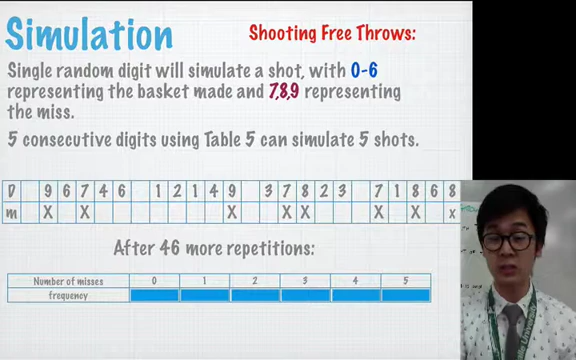 Simulation
Shooting Free Throws:
Single random digit will simulate a shot, with 0-6
representing the basket made and 7,8,9 representing
the miss.
5 consecutive digits using Table 5 can simulate 5 shots.
D 9 6 7 4 6 1 2 1 4 9 3 7 8 2 3 7 1 8 6 8
m X X X X X X X x
After 46 more repetitions:
Number of misses 0 1 2 3 4 5
frequency